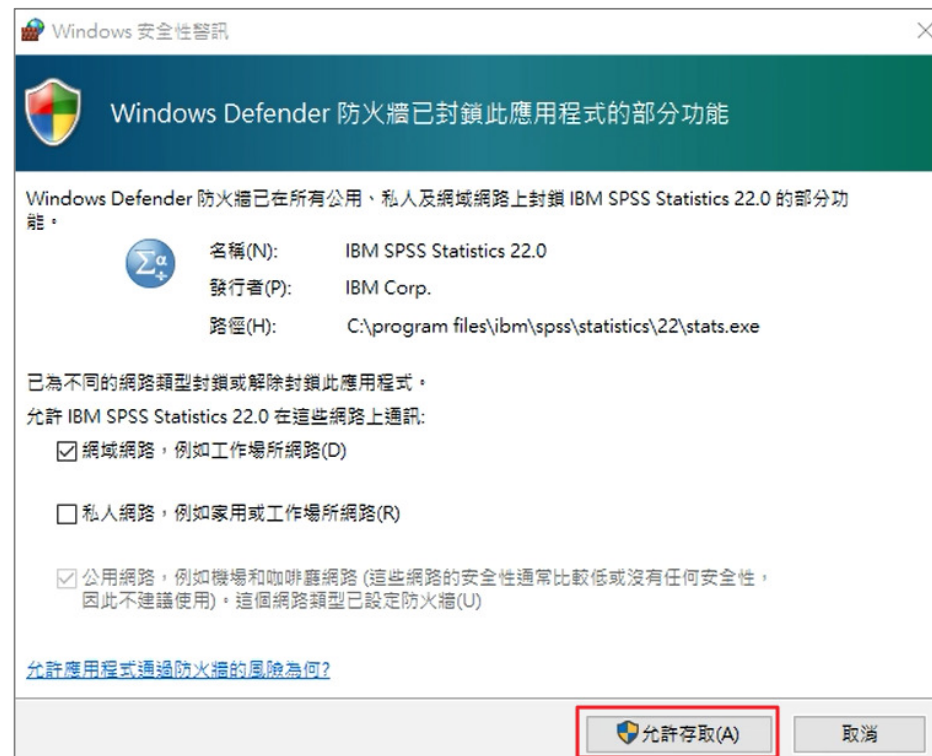 Windows 安全性警訊
Windows Defender 防火牆已封鎖此應用程式的部分功能
Windows Defender 防火牆已在所有公用、私人及網域網路上封鎖 IBM SPSS Statistics 22.0 的部分功
能。
名稱(N): IBM SPSS Statistics 22.0
發行者(P): IBM Corp.
路徑(H): C:\program files\ibm\spss\statistics\22\stats.exe
已為不同的網路類型封鎖或解除封鎖此應用程式。
允許 IBM SPSS Statistics 22.0 在這些網路上通訊:
網域網路，例如工作場所網路(D)
私人網路，例如家用或工作場所網路(R)
公用網路，例如機場和咖啡廳網路 (這些網路的安全性通常比較低或沒有任何安全性，
因此不建議使用)。這個網路類型已設定防火牆(U)
允許應用程式通過防火牆的風險為何?
允許存取(A) 取消